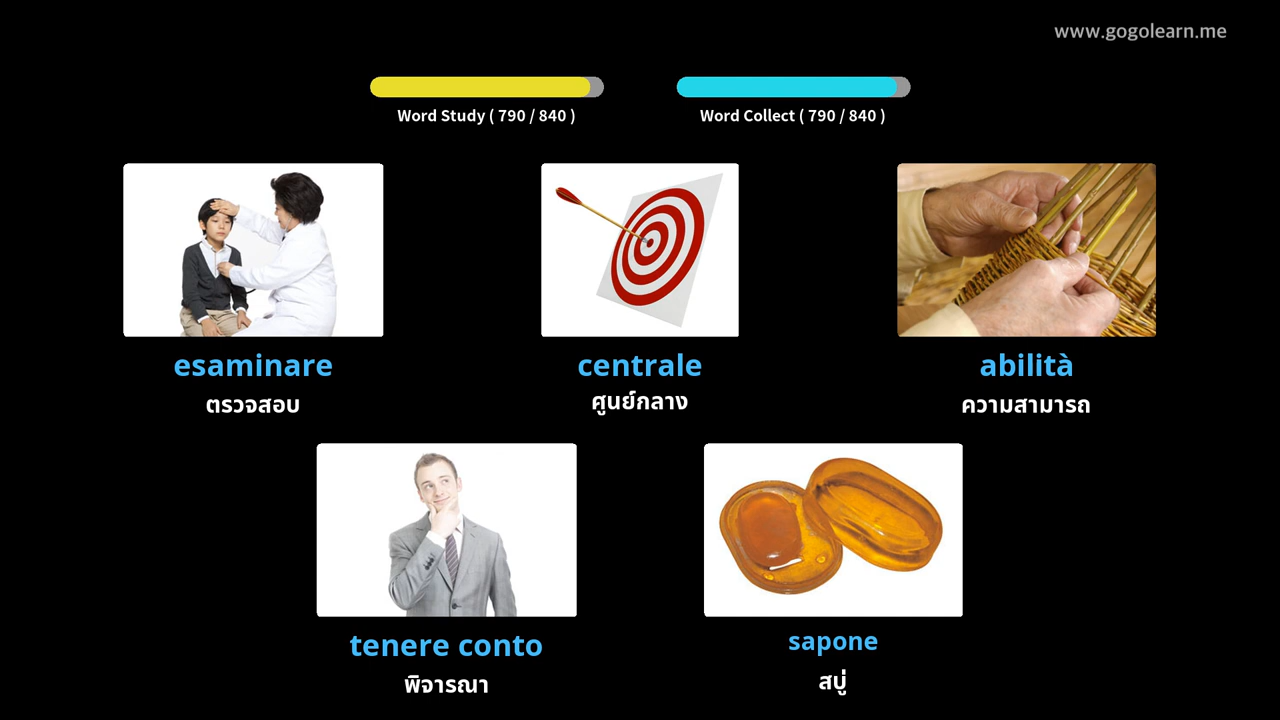 www.gogolearn.me
Word Study ( 790 / 840 )
Word Collect ( 790 / 840 )
esaminare
ตรวจสอบ
centrale
ศูนย์กลาง
abilità
ความสามารถ
tenere conto
พิจารณา
sapone
สบู่